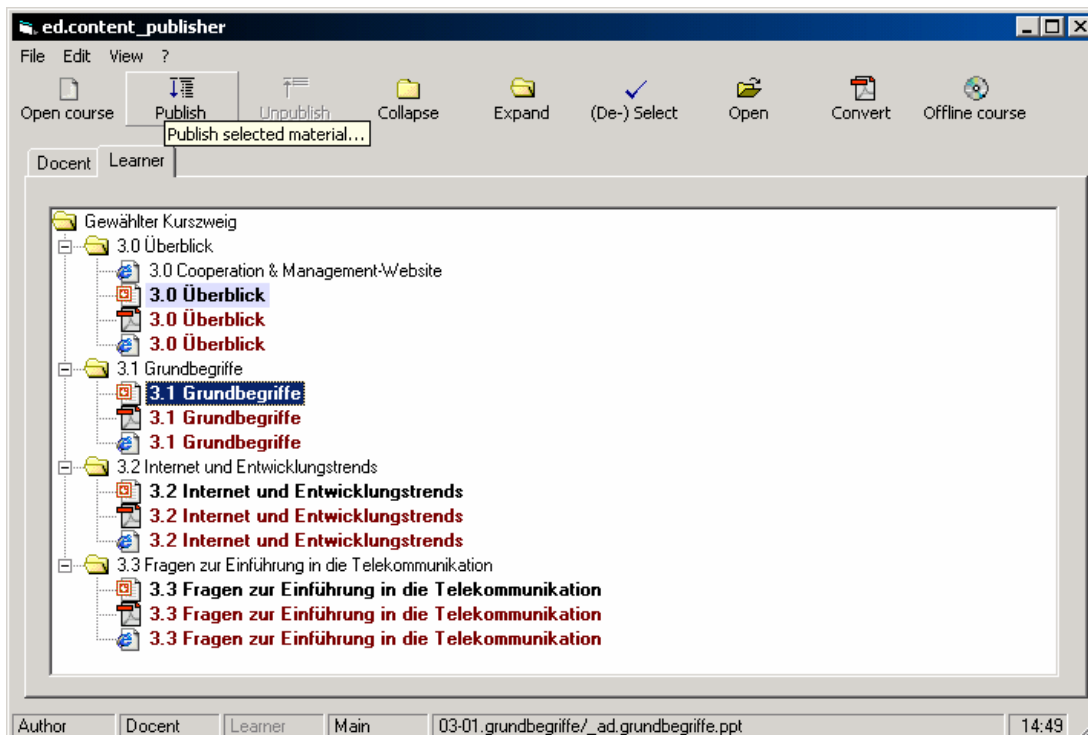 ed.content_publisher
File Edit View ?
Open course Publish Unpublish Collapse Expand (De-) Select Open Convert Offline course
Publish selected material...
Docent Learner
Gewählter Kurszweig
3.0 Überblick
3.0 Cooperation & Management-Website
3.0 Überblick
3.0 Überblick
3.0 Überblick
3.1 Grundbegriffe
3.1 Grundbegriffe
3.1 Grundbegriffe
3.1 Grundbegriffe
3.2 Internet und Entwicklungstrends
3.2 Internet und Entwicklungstrends
3.2 Internet und Entwicklungstrends
3.2 Internet und Entwicklungstrends
3.3 Fragen zur Einführung in die Telekommunikation
3.3 Fragen zur Einführung in die Telekommunikation
3.3 Fragen zur Einführung in die Telekommunikation
3.3 Fragen zur Einführung in die Telekommunikation
Author Docent Learner Main 03-01.grundbegriffe/_ad.grundbegriffe.ppt 14:49